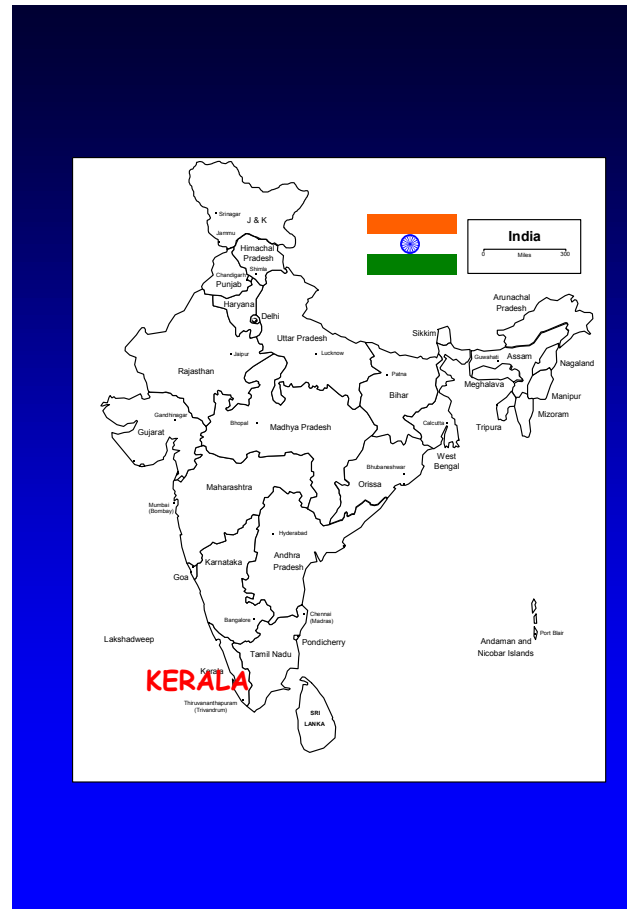 Srinagar
J & K
Jammu
India
0 Miles 300
Himachal
Pradesh
Shimla
Chandigarh
Punjab
Haryana
Delhi
Arunachal
Pradesh
Sikkim
Uttar Pradesh
Jaipur
Lucknow
Guwahati
Assam
Nagaland
Rajasthan
Patna
Meghalava
Bihar
Manipur
Mizoram
Gandhinagar
Gujarat
Bhopal
Madhya Pradesh
Calcutta
Tripura
West
Bengal
Bhubaneshwar
Orissa
Maharashtra
Mumbai
(Bombay)
Hyderabad
Andhra
Pradesh
Karnataka
Goa
Bangalore
Chennai
(Madras)
Port Blair
Lakshadweep
Pondicherry
Andaman and
Nicobar Islands
Tamil Nadu
Kerala
KERALA
Thiruvananthapuram
(Trivandrum)
SRI
LANKA